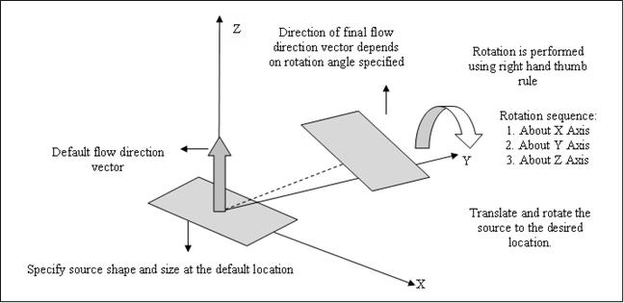 Z
Direction of final flow
direction vector depends
on rotation angle specified
Rotation is performed
using right hand thumb
rule
Rotation sequence:
1. About X Axis
2. About Y Axis
3. About Z Axis
Default flow direction
vector
Y
Translate and rotate the
source to the desired
location.
Specify source shape and size at the default location
X